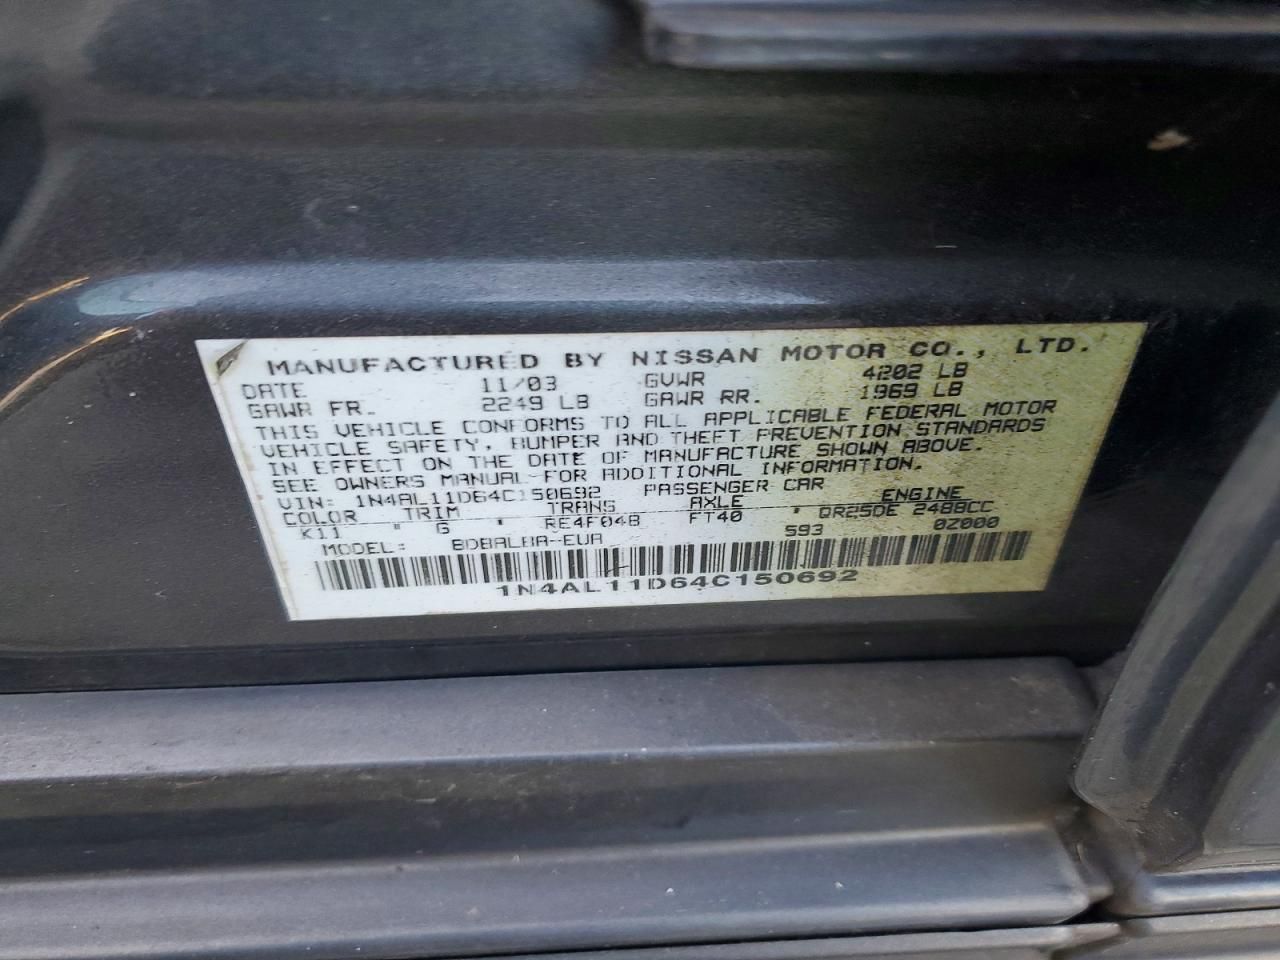 MANUFACTURED BY NISSAN MOTOR CO., LTD.
DATE 11/03 GVWR 4202 LB
GAWR FR. 2249 LB GAWR RR. 1969 LB
THIS VEHICLE CONFORMS TO ALL APPLICABLE FEDERAL MOTOR
VEHICLE SAFETY, BUMPER AND THEFT PREVENTION STANDARDS
IN EFFECT ON THE DATE OF MANUFACTURE SHOWN ABOVE.
SEE OWNERS MANUAL FOR ADDITIONAL INFORMATION.
VIN: 1N4AL11D64C150692 PASSENGER CAR
COLOR TRIM TRANS AXLE ENGINE
K11 * G * RE4F04B FT40 * QR25DE 2488CC
MODEL: BDBALBA-EUA 593 0Z000
1N4AL11D64C150692